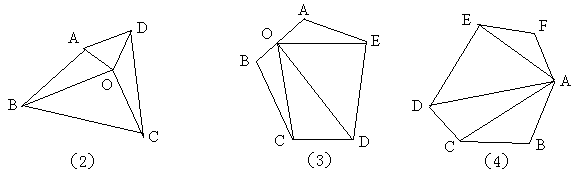 A D O B C
(2)
A O E B C D
(3)
E F A D C B
(4)